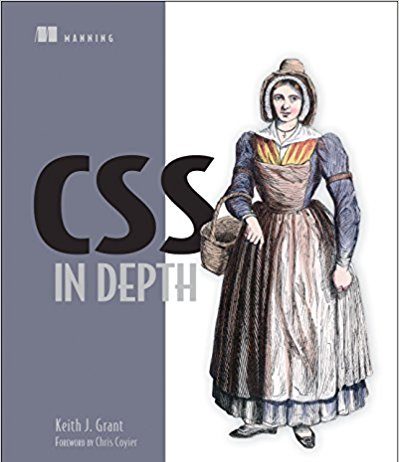 MANNING
CSS
IN DEPTH
Keith J. Grant
FOREWORD BY Chris Coyier